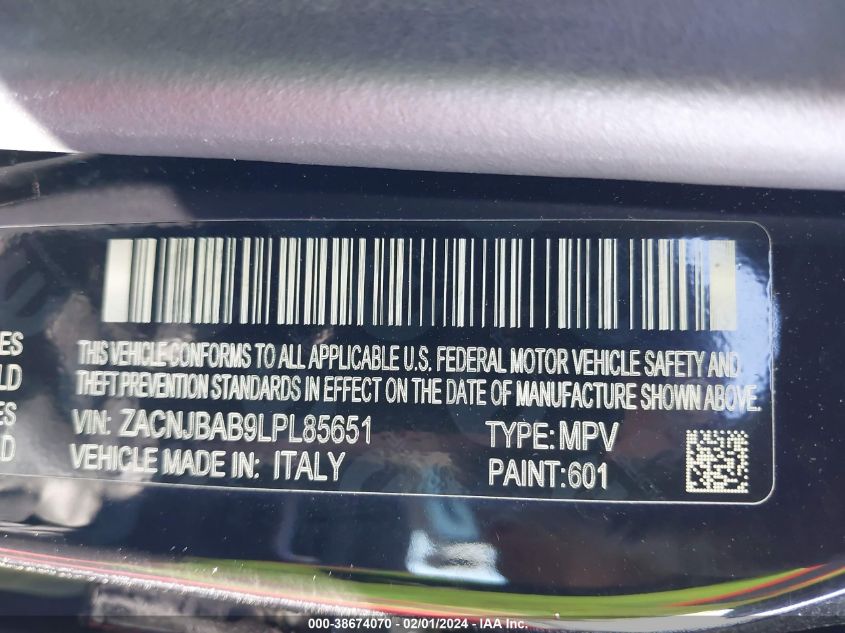 ES
LD
ES
D
THIS VEHICLE CONFORMS TO ALL APPLICABLE U.S. FEDERAL MOTOR VEHICLE SAFETY AND
THEFT PREVENTION STANDARDS IN EFFECT ON THE DATE OF MANUFACTURE SHOWN ABOVE.
VIN: ZACNJBAB9LPL85651 TYPE: MPV
VEHICLE MADE IN: ITALY PAINT:601
000-38674070 - 02/01/2024 - IAA Inc.